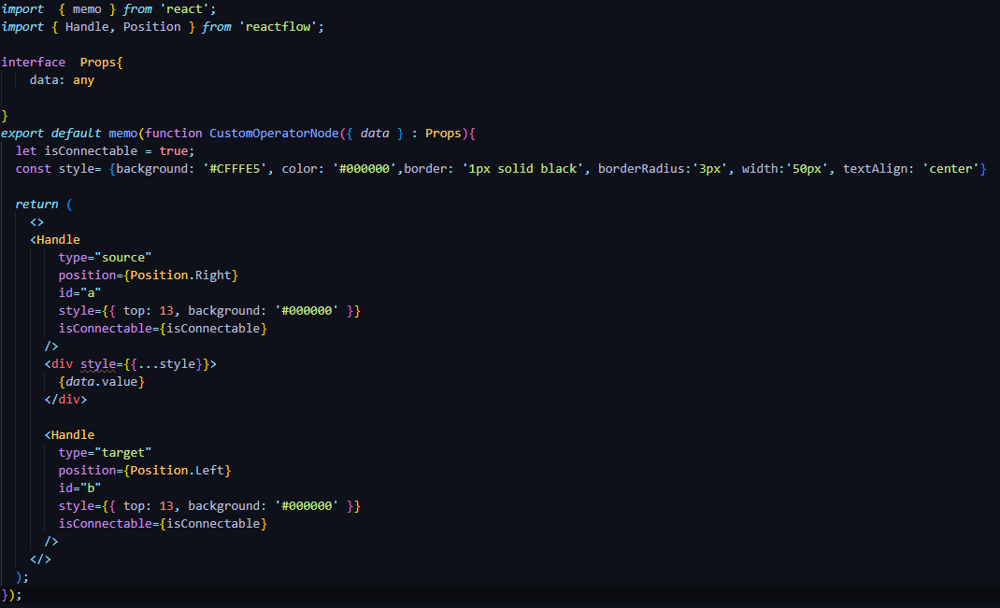 import  { memo } from 'react';
import { Handle, Position } from 'reactflow';

interface  Props{
    data: any

}
export default memo(function CustomOperatorNode({ data } : Props){
  let isConnectable = true;
  const style= {background: '#CFFFE5', color: '#000000',border: '1px solid black', borderRadius:'3px', width:'50px', textAlign: 'center'}

  return (
    <>
    <Handle
        type="source"
        position={Position.Right}
        id="a"
        style={{ top: 13, background: '#000000' }}
        isConnectable={isConnectable}
      />
      <div style={{...style}}>
        {data.value}
      </div>

      <Handle
        type="target"
        position={Position.Left}
        id="b"
        style={{ top: 13, background: '#000000' }}
        isConnectable={isConnectable}
      />
    </>
  );
});